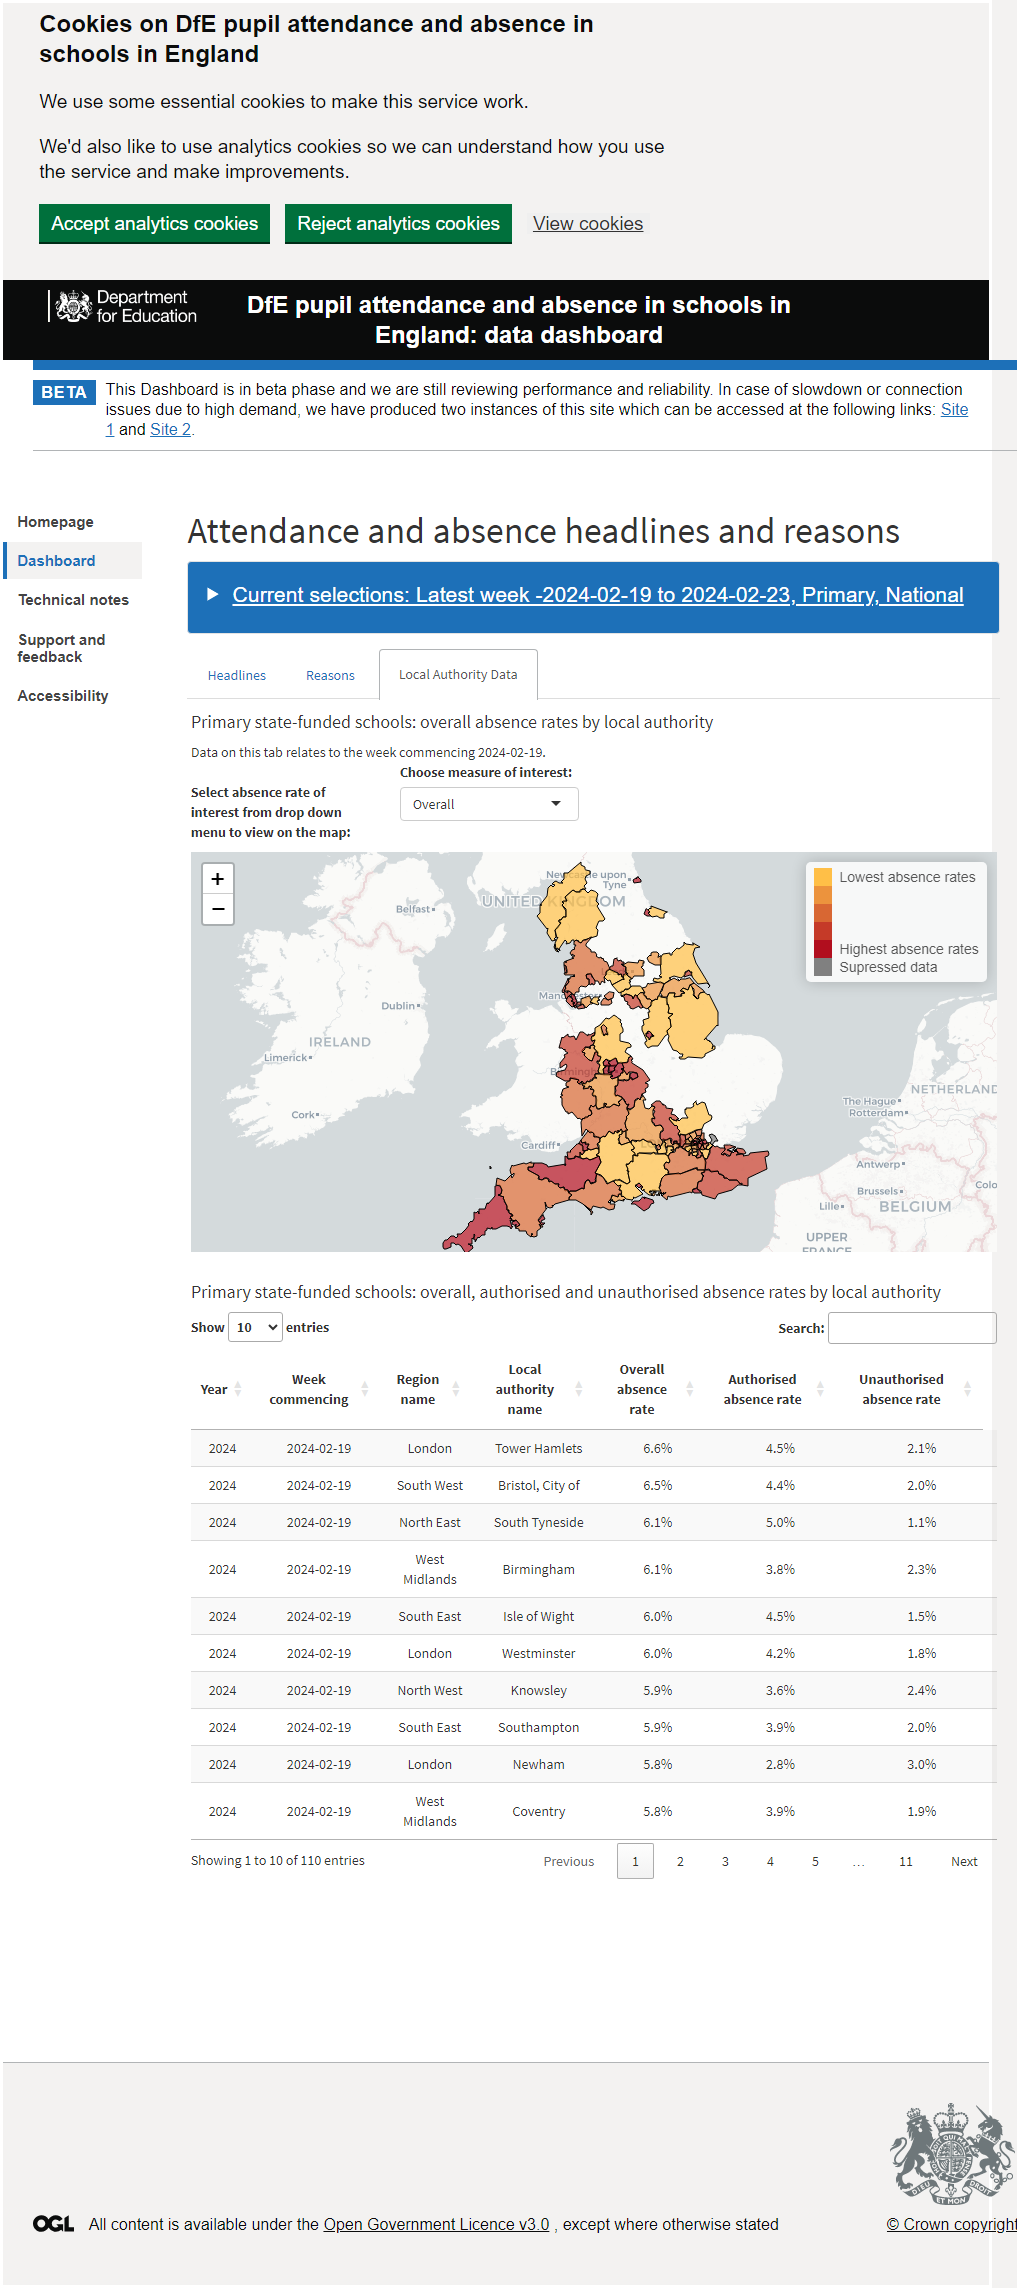 Cookies on DfE pupil attendance and absence in
schools in England
We use some essential cookies to make this service work.
We'd also like to use analytics cookies so we can understand how you use
the service and make improvements.
Accept analytics cookies Reject analytics cookies View cookies
Department
for Education
DfE pupil attendance and absence in schools in
England: data dashboard
BETA
This Dashboard is in beta phase and we are still reviewing performance and reliability. In case of slowdown or connection
issues due to high demand, we have produced two instances of this site which can be accessed at the following links: Site
1 and Site 2.
Homepage
Dashboard
Technical notes
Support and
feedback
Accessibility
Attendance and absence headlines and reasons
Current selections: Latest week -2024-02-19 to 2024-02-23, Primary, National
Headlines Reasons Local Authority Data
Primary state-funded schools: overall absence rates by local authority
Data on this tab relates to the week commencing 2024-02-19.
Select absence rate of
interest from drop down
menu to view on the map:
Choose measure of interest:
Overall
+
−
Lowest absence rates
Highest absence rates
Supressed data
Newcastle upon
Tyne
UNITED KINGDOM
Belfast
Dublin
IRELAND
Limerick
Cork
Cardiff
NETHERLAND
The Hague
Rotterdam
Antwerp
Brussels
Colo
Lille
BELGIUM
UPPER
FRANCE
Primary state-funded schools: overall, authorised and unauthorised absence rates by local authority
Show 10 entries
Search:
Year
Week
commencing
Region
name
Local
authority
name
Overall
absence
rate
Authorised
absence rate
Unauthorised
absence rate
2024 2024-02-19 London Tower Hamlets 6.6% 4.5% 2.1%
2024 2024-02-19 South West Bristol, City of 6.5% 4.4% 2.0%
2024 2024-02-19 North East South Tyneside 6.1% 5.0% 1.1%
2024 2024-02-19 West
Midlands Birmingham 6.1% 3.8% 2.3%
2024 2024-02-19 South East Isle of Wight 6.0% 4.5% 1.5%
2024 2024-02-19 London Westminster 6.0% 4.2% 1.8%
2024 2024-02-19 North West Knowsley 5.9% 3.6% 2.4%
2024 2024-02-19 South East Southampton 5.9% 3.9% 2.0%
2024 2024-02-19 London Newham 5.8% 2.8% 3.0%
2024 2024-02-19 West
Midlands Coventry 5.8% 3.9% 1.9%
Showing 1 to 10 of 110 entries
Previous 1 2 3 4 5 … 11 Next
OGL All content is available under the Open Government Licence v3.0 , except where otherwise stated
© Crown copyright